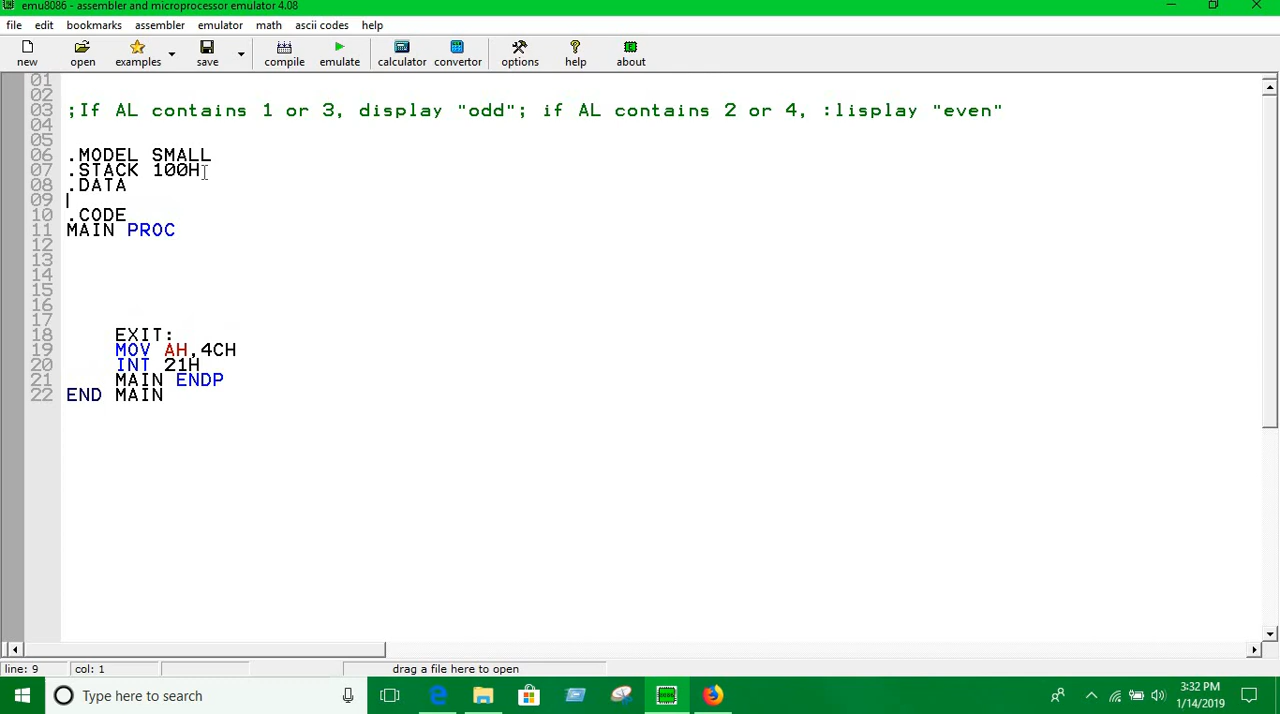 emu8086 - assembler and microprocessor emulator 4.08
file edit bookmarks assembler emulator math ascii codes help
new open examples save compile emulate calculator convertor options help about
01
02
03 ;If AL contains 1 or 3, display "odd"; if AL contains 2 or 4, :lisplay "even"
04
05
06 .MODEL SMALL
07 .STACK 100H
08 .DATA
09
10 .CODE
11 MAIN PROC
12
13
14
15
16
17
18 EXIT:
19 MOV AH,4CH
20 INT 21H
21 MAIN ENDP
22 END MAIN
line: 9 col: 1 drag a file here to open
Type here to search
3:32 PM
1/14/2019